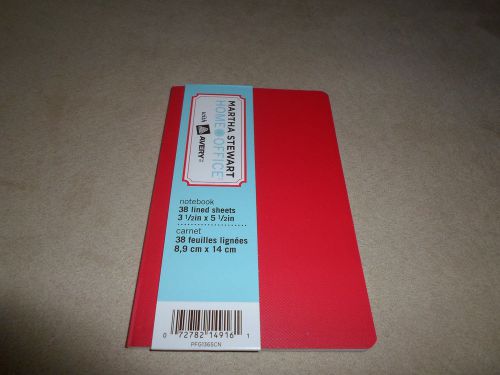 MARTHA STEWART
HOME OFFICE
with AVERY
notebook
38 lined sheets
3 1/2in x 5 1/2in
carnet
38 feuilles lignées
8,9 cm x 14 cm
0 72782 14916 1
PFG1365CN